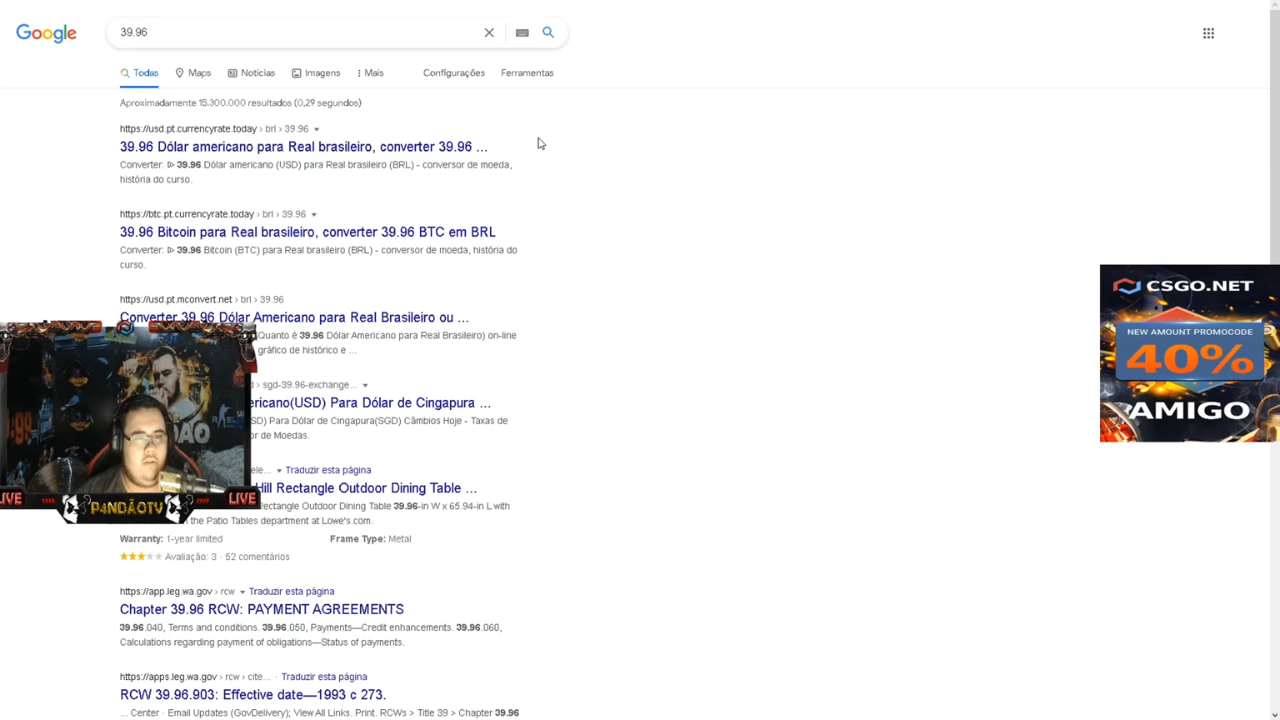 Google
39.96
Todas
Maps
Notícias
Imagens
Mais
Configurações
Ferramentas
Aproximadamente 15.300.000 resultados (0,29 segundos)
https://usd.pt.currencyrate.today › brl › 39.96
39.96 Dólar americano para Real brasileiro, converter 39.96 ...
Converter: ⊳ 39.96 Dólar americano (USD) para Real brasileiro (BRL) - conversor de moeda,
história do curso.
https://btc.pt.currencyrate.today › brl › 39.96
39.96 Bitcoin para Real brasileiro, converter 39.96 BTC em BRL
Converter: ⊳ 39.96 Bitcoin (BTC) para Real brasileiro (BRL) - conversor de moeda, história do
curso.
https://usd.pt.mconvert.net › brl › 39.96
Converter 39.96 Dólar Americano para Real Brasileiro ou ...
Quanto é 39.96 Dólar Americano para Real Brasileiro) on-line
gráfico de histórico e ...
› sgd-39.96-exchange...
ricano(USD) Para Dólar de Cingapura ...
SD) Para Dólar de Cingapura(SGD) Câmbios Hoje - Taxas de
or de Moedas.
ele... Traduzir esta página
Hill Rectangle Outdoor Dining Table ...
Rectangle Outdoor Dining Table 39.96-in W x 65.94-in L with
the Patio Tables department at Lowe's.com.
Warranty: 1-year limited Frame Type: Metal
Avaliação: 3 · 52 comentários
https://app.leg.wa.gov › rcw Traduzir esta página
Chapter 39.96 RCW: PAYMENT AGREEMENTS
39.96.040, Terms and conditions. 39.96.050, Payments—Credit enhancements. 39.96.060,
Calculations regarding payment of obligations—Status of payments.
https://apps.leg.wa.gov › rcw › cite... · Traduzir esta página
RCW 39.96.903: Effective date—1993 c 273.
... Center · Email Updates (GovDelivery); View All Links. Print. RCWs > Title 39 > Chapter 39.96
LIVE
P4NDÃOTV
LIVE
CSGO.NET
NEW AMOUNT PROMOCODE
40%
AMIGO